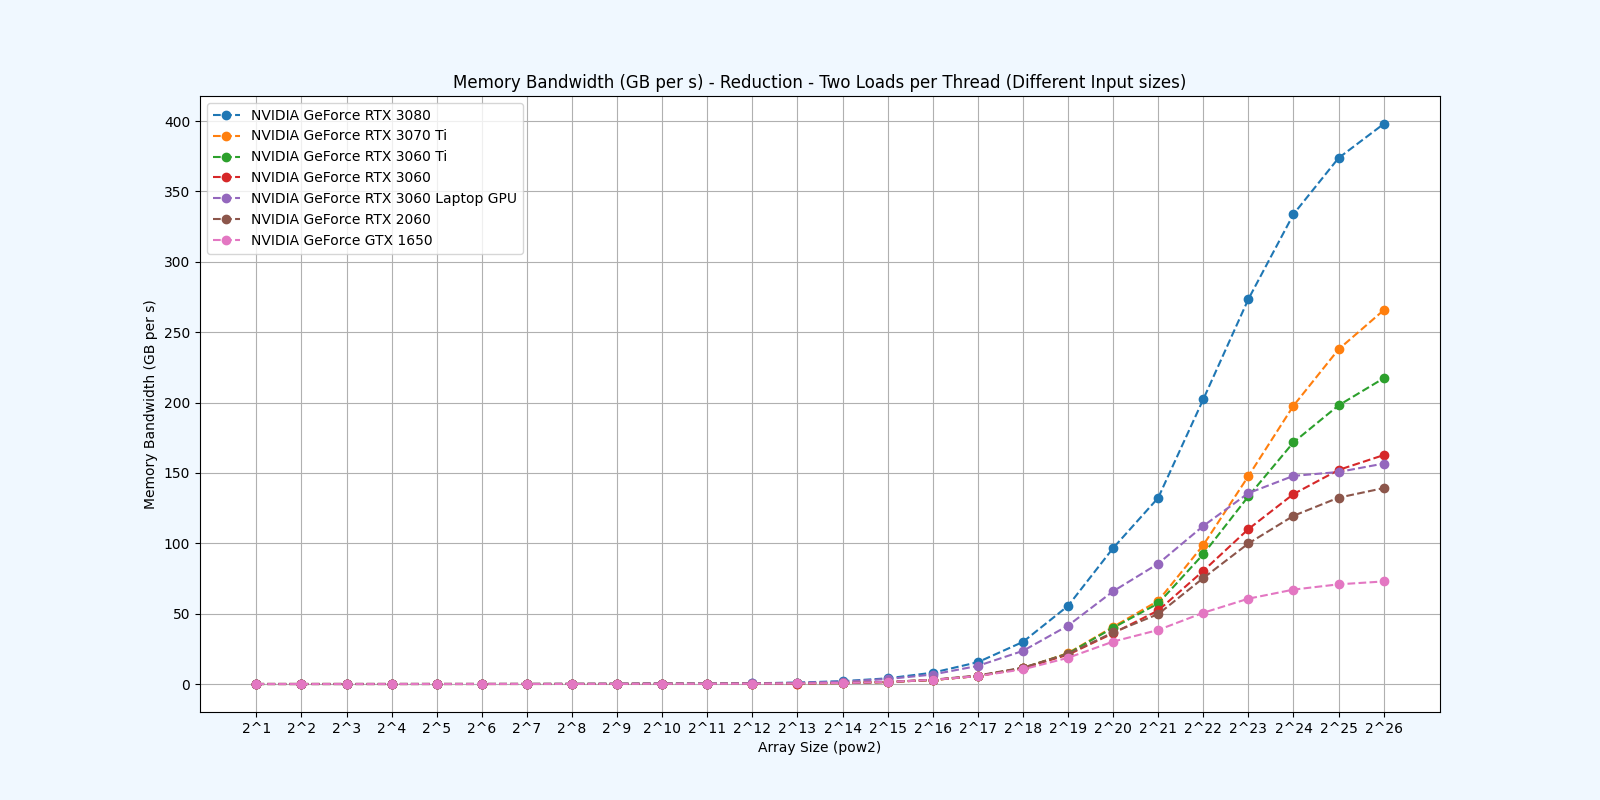 Memory Bandwidth (GB per s) - Reduction - Two Loads per Thread (Different Input sizes)
NVIDIA GeForce RTX 3080
NVIDIA GeForce RTX 3070 Ti
NVIDIA GeForce RTX 3060 Ti
NVIDIA GeForce RTX 3060
NVIDIA GeForce RTX 3060 Laptop GPU
NVIDIA GeForce RTX 2060
NVIDIA GeForce GTX 1650
Memory Bandwidth (GB per s)
400
350
300
250
200
150
100
50
0
2^1 2^2 2^3 2^4 2^5 2^6 2^7 2^8 2^9 2^10 2^11 2^12 2^13 2^14 2^15 2^16 2^17 2^18 2^19 2^20 2^21 2^22 2^23 2^24 2^25 2^26
Array Size (pow2)